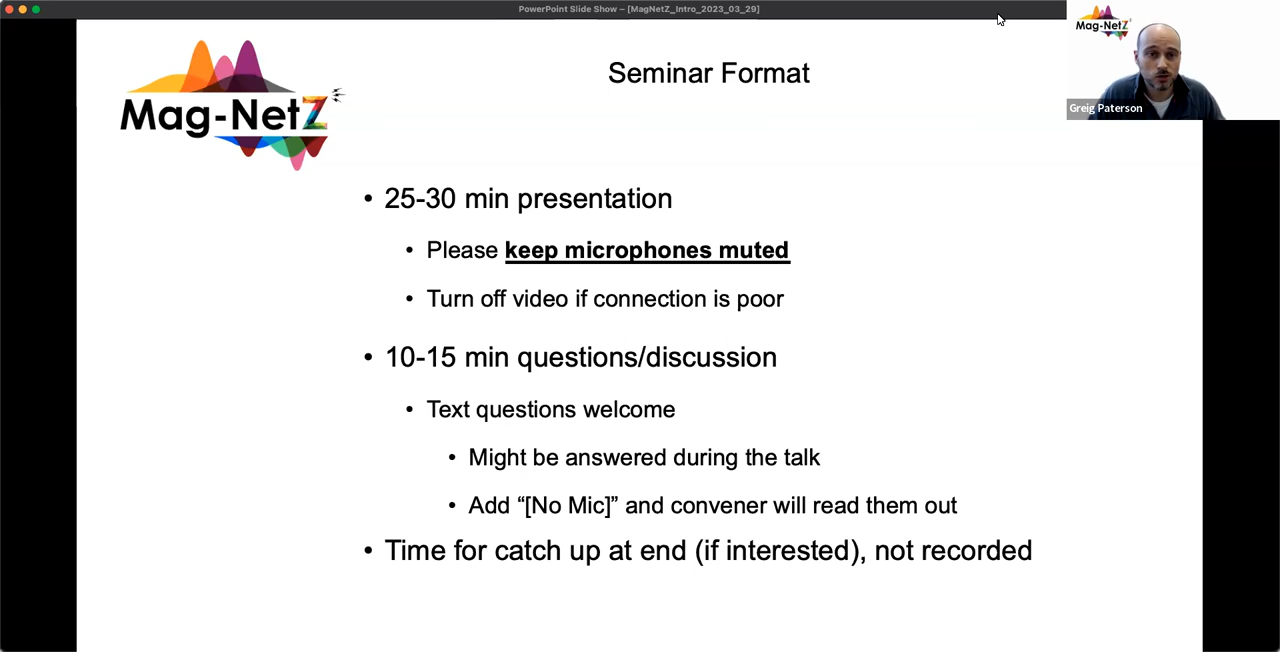 PowerPoint Slide Show – [MagNetZ_Intro_2023_03_29]
Mag-NetZ
Mag-NetZ
Greig Paterson
Seminar Format
• 25-30 min presentation
• Please keep microphones muted
• Turn off video if connection is poor
• 10-15 min questions/discussion
• Text questions welcome
• Might be answered during the talk
• Add “[No Mic]” and convener will read them out
• Time for catch up at end (if interested), not recorded